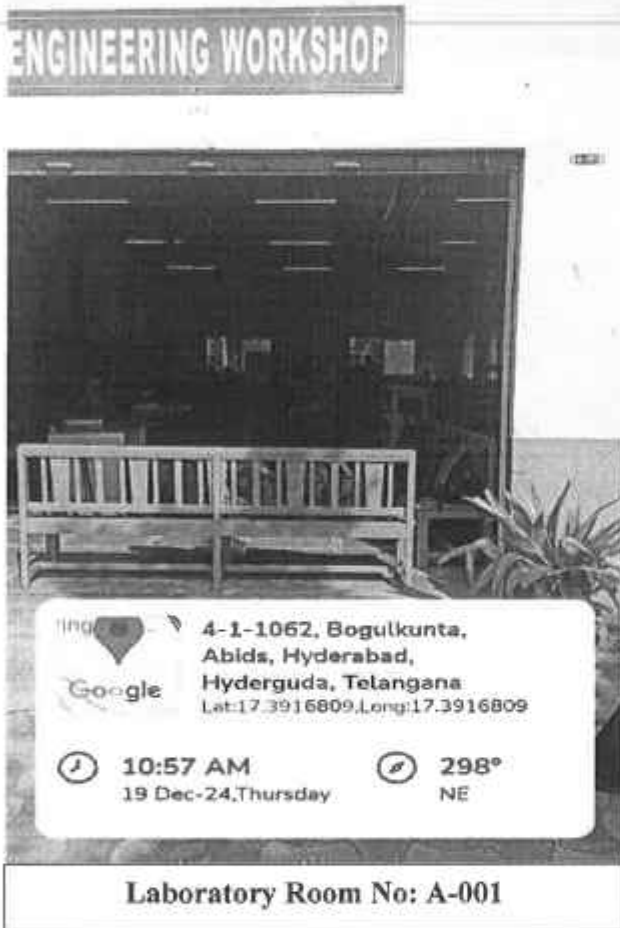 ENGINEERING WORKSHOP
Google
4-1-1062, Bogulkunta,
Abids, Hyderabad,
Hyderguda, Telangana
Lat:17.3916809,Long:17.3916809
10:57 AM
19 Dec-24,Thursday
298°
NE
Laboratory Room No: A-001